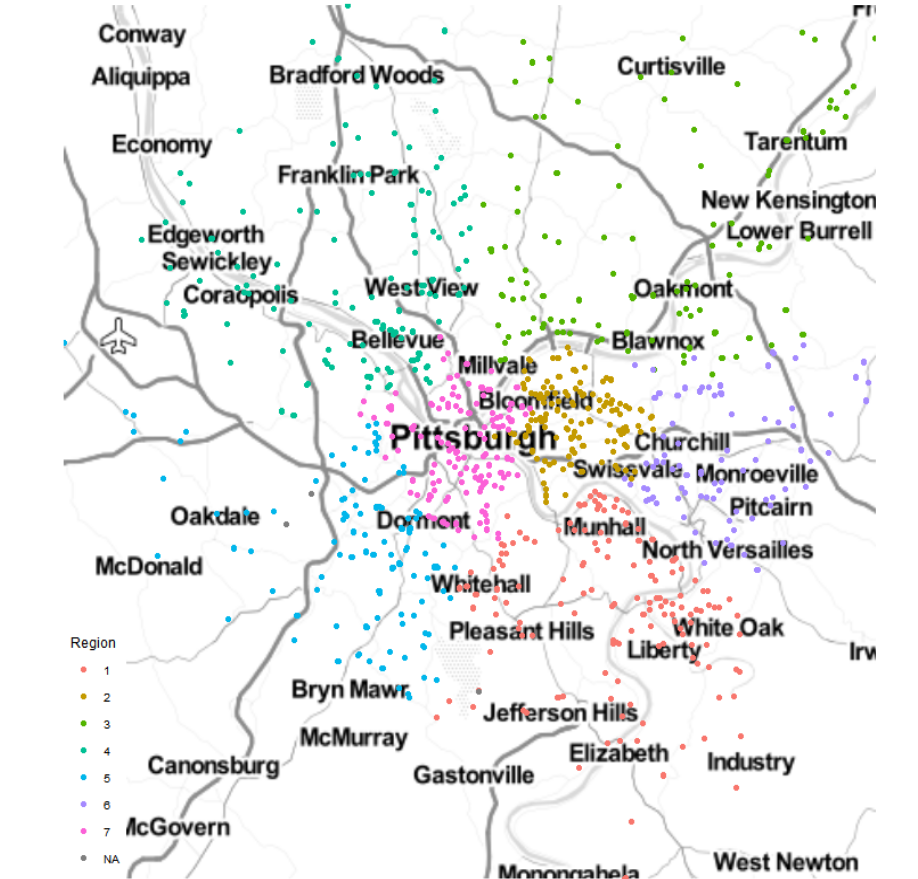 Fr
Conway
Curtisville
Bradford Woods
Aliquippa
Tarentum
Economy
Franklin Park
New Kensington
Lower Burrell
Edgeworth
Sewickley
West View
Oakmont
Coraopolis
Bellevue
Blawnox
Millvale
Bloomfield
Pittsburgh
Churchill
Swissvale
Monroeville
Pitcairn
Oakdale
Dormont
Munhall
North Versailles
McDonald
Whitehall
White Oak
Pleasant Hills
Liberty
Irw
Region
1
2
3
4
5
6
7
NA
Bryn Mawr
Jefferson Hills
McMurray
Elizabeth
Industry
Canonsburg
Gastonville
McGovern
West Newton
Monongahela